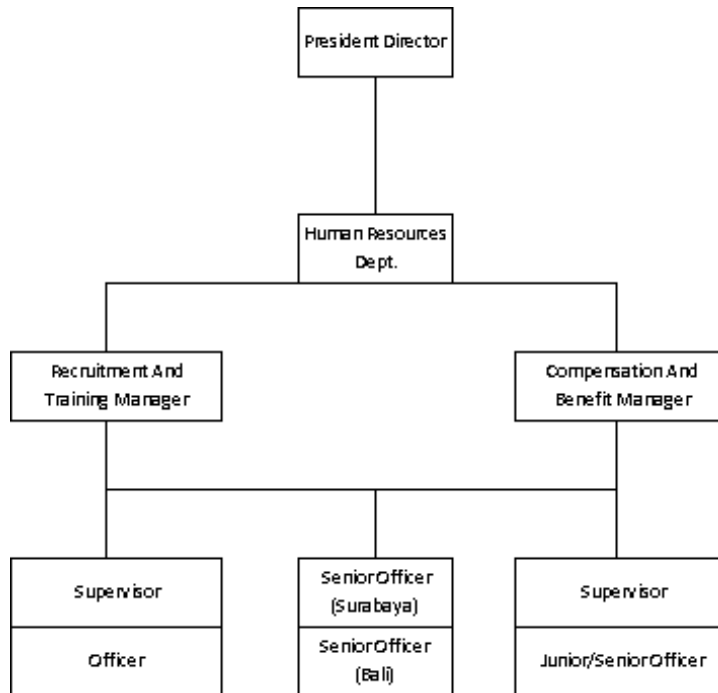 President Director
Human Resources
Dept.
Recruitment And
Training Manager
Compensation And
Benefit Manager
Supervisor
Officer
Senior Officer
(Surabaya)
Senior Officer
(Bali)
Supervisor
Junior/Senior Officer